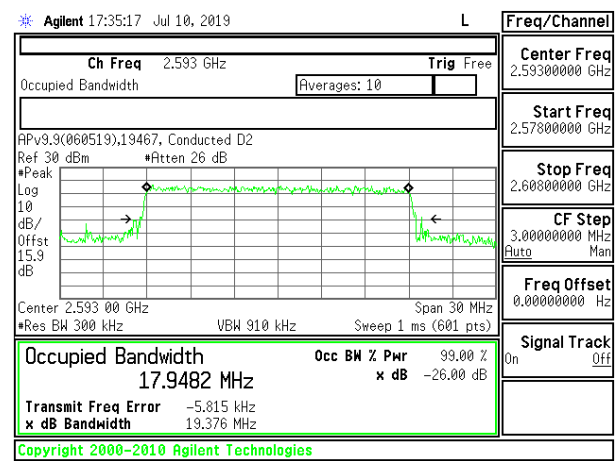 Agilent 17:35:17 Jul 10, 2019 L
Freq/Channel
Ch Freq 2.593 GHz Trig Free
Occupied Bandwidth Averages: 10
Center Freq
2.59300000 GHz
Start Freq
2.57800000 GHz
Stop Freq
2.60800000 GHz
CF Step
3.00000000 MHz
Auto Man
Freq Offset
0.00000000 Hz
Signal Track
On Off
APv9.9(060519),19467, Conducted D2
Ref 30 dBm #Atten 26 dB
#Peak
Log
10
dB/
Offst
15.9
dB
Center 2.593 00 GHz Span 30 MHz
#Res BW 300 kHz VBW 910 kHz Sweep 1 ms (601 pts)
Occupied Bandwidth Occ BW % Pwr 99.00 %
17.9482 MHz x dB -26.00 dB
Transmit Freq Error -5.815 kHz
x dB Bandwidth 19.376 MHz
Copyright 2000-2010 Agilent Technologies